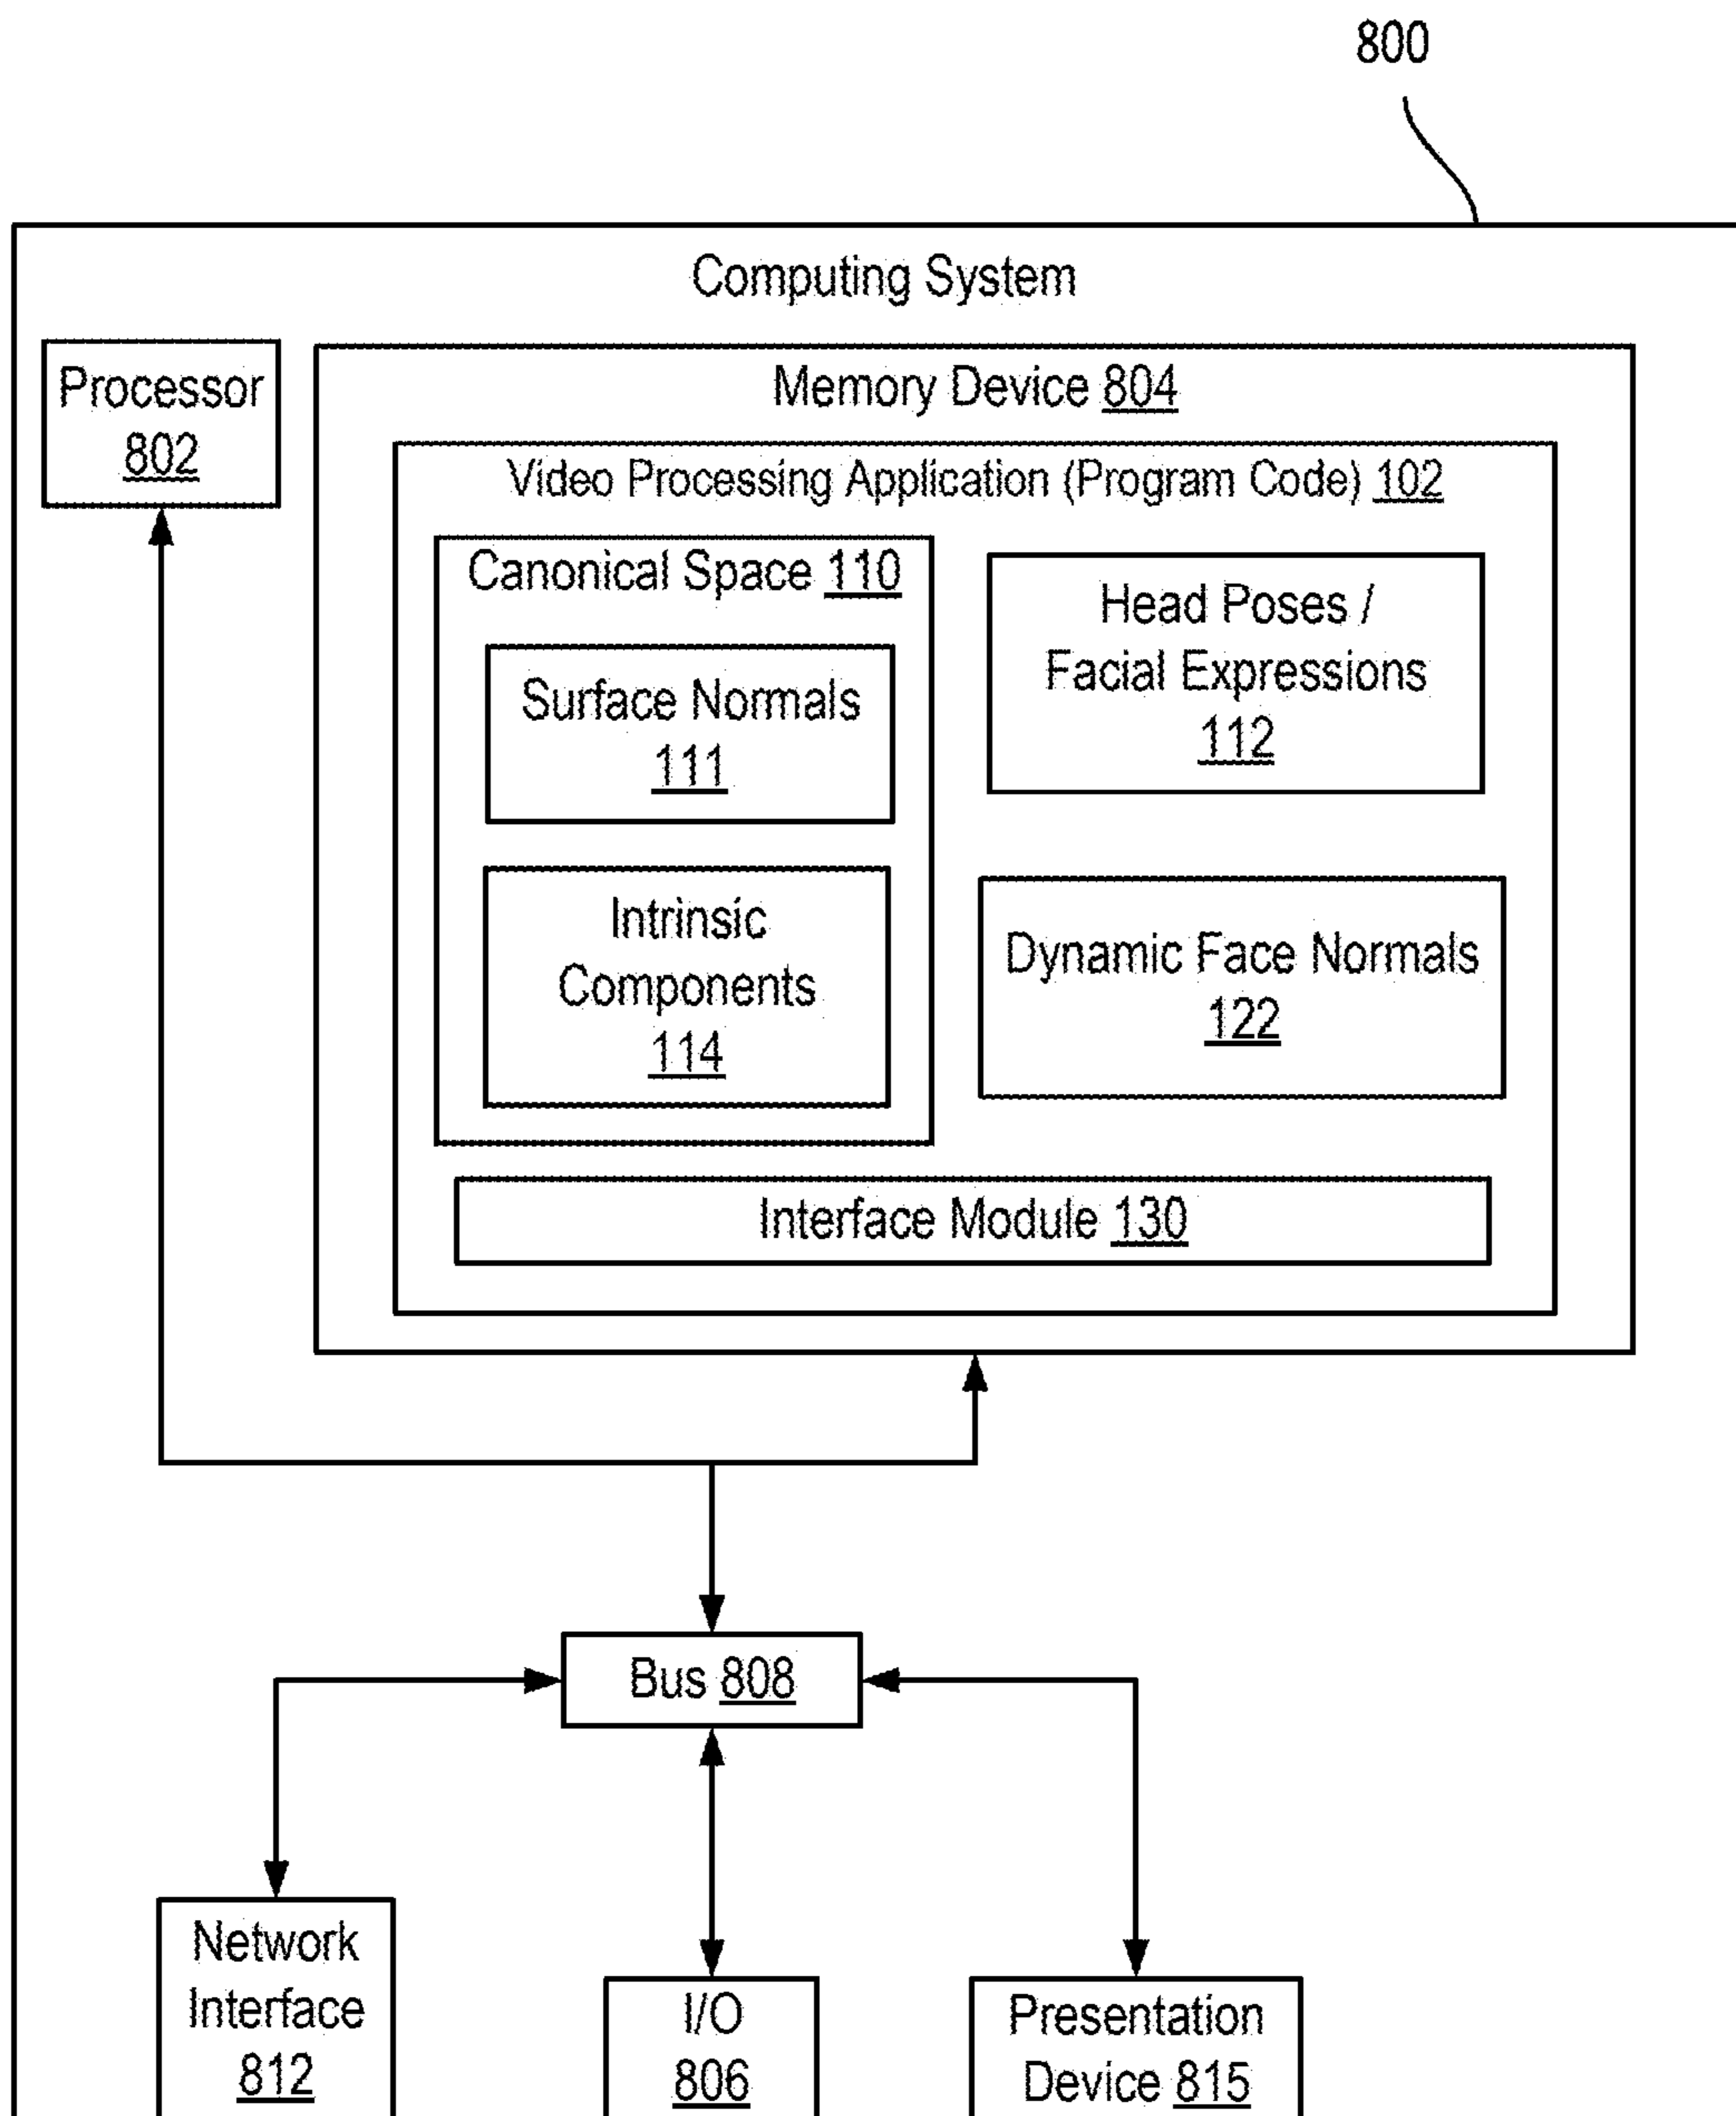 800
Computing System
Processor
802
Memory Device 804
Video Processing Application (Program Code) 102
Canonical Space 110
Surface Normals
111
Intrinsic
Components
114
Head Poses /
Facial Expressions
112
Dynamic Face Normals
122
Interface Module 130
Bus 808
Network
Interface
812
I/O
806
Presentation
Device 815